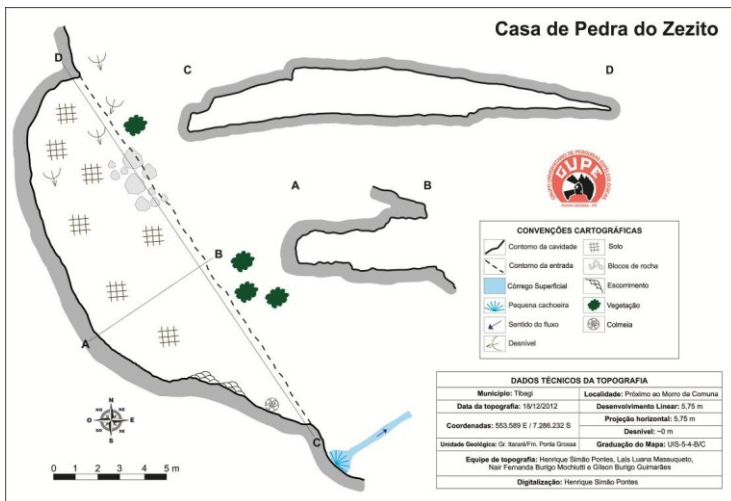 Casa de Pedra do Zezito
D
C
D
A
B
B
A
C
GUPE
CONVENÇÕES CARTOGRÁFICAS
Contorno da cavidade
Solo
Contorno da entrada
Blocos de rocha
Córrego Superficial
Escorrimento
Pequena cachoeira
Vegetação
Sentido do fluxo
Colmeia
Desnível
N
NO
NE
O
E
SO
SE
S
0 1 2 3 4 5 m
DADOS TÉCNICOS DA TOPOGRAFIA
Município: Tibagi
Localidade: Próximo ao Morro da Comuna
Data da topografia: 18/12/2012
Desenvolvimento Linear: 5,75 m
Coordenadas: 553.589 E / 7.286.232 S
Projeção horizontal: 5,75 m
Desnível: ~0 m
Unidade Geológica: Gr. Itararé/Fm. Ponta Grossa
Graduação do Mapa: UIS-5-4-B/C
Equipe de topografia: Henrique Simão Pontes, Laís Luana Massuqueto,
Nair Fernanda Burigo Mochiutti e Gilson Burigo Guimarães
Digitalização: Henrique Simão Pontes